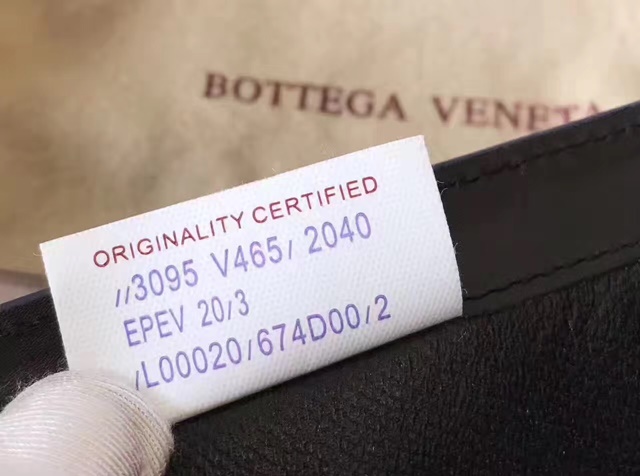 BOTTEGA VENETA
ORIGINALITY CERTIFIED
//3095 V465/ 2040
EPEV 20/3
/L00020/674D00/2